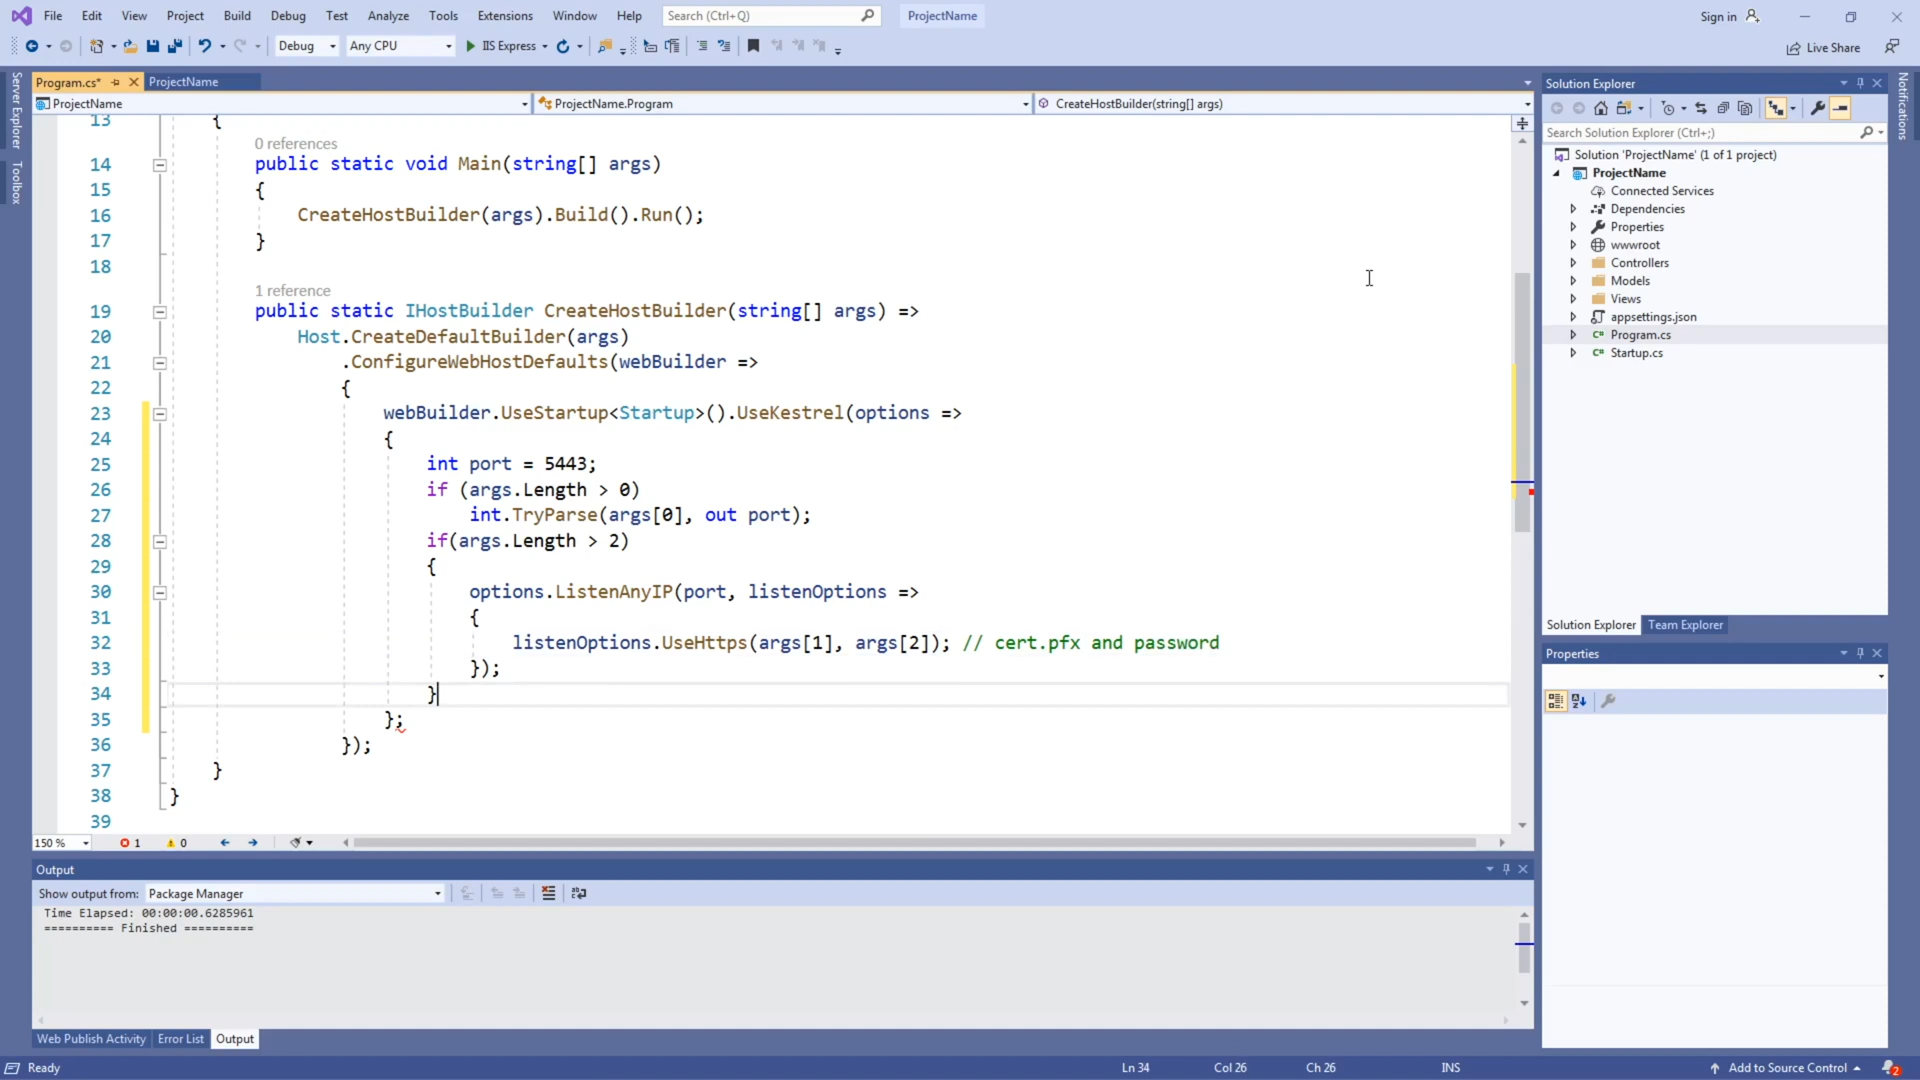 File Edit View Project Build Debug Test Analyze Tools Extensions Window Help Search (Ctrl+Q) ProjectName Sign in
Debug Any CPU IIS Express Live Share
Server Explorer
Toolbox
Program.cs* ProjectName
ProjectName ProjectName.Program CreateHostBuilder(string[] args)
13 {
0 references
14 public static void Main(string[] args)
15 {
16 CreateHostBuilder(args).Build().Run();
17 }
18
1 reference
19 public static IHostBuilder CreateHostBuilder(string[] args) =>
20 Host.CreateDefaultBuilder(args)
21 .ConfigureWebHostDefaults(webBuilder =>
22 {
23 webBuilder.UseStartup<Startup>().UseKestrel(options =>
24 {
25 int port = 5443;
26 if (args.Length > 0)
27 int.TryParse(args[0], out port);
28 if(args.Length > 2)
29 {
30 options.ListenAnyIP(port, listenOptions =>
31 {
32 listenOptions.UseHttps(args[1], args[2]); // cert.pfx and password
33 });
34 }
35 };
36 });
37 }
38 }
39
150 % 1 0
Output
Show output from: Package Manager
Time Elapsed: 00:00:00.6285961
========== Finished ==========
Web Publish Activity Error List Output
Solution Explorer
Search Solution Explorer (Ctrl+;)
Solution 'ProjectName' (1 of 1 project)
ProjectName
Connected Services
Dependencies
Properties
wwwroot
Controllers
Models
Views
appsettings.json
C# Program.cs
C# Startup.cs
Solution Explorer Team Explorer
Properties
Notifications
Ready Ln 34 Col 26 Ch 26 INS Add to Source Control 2